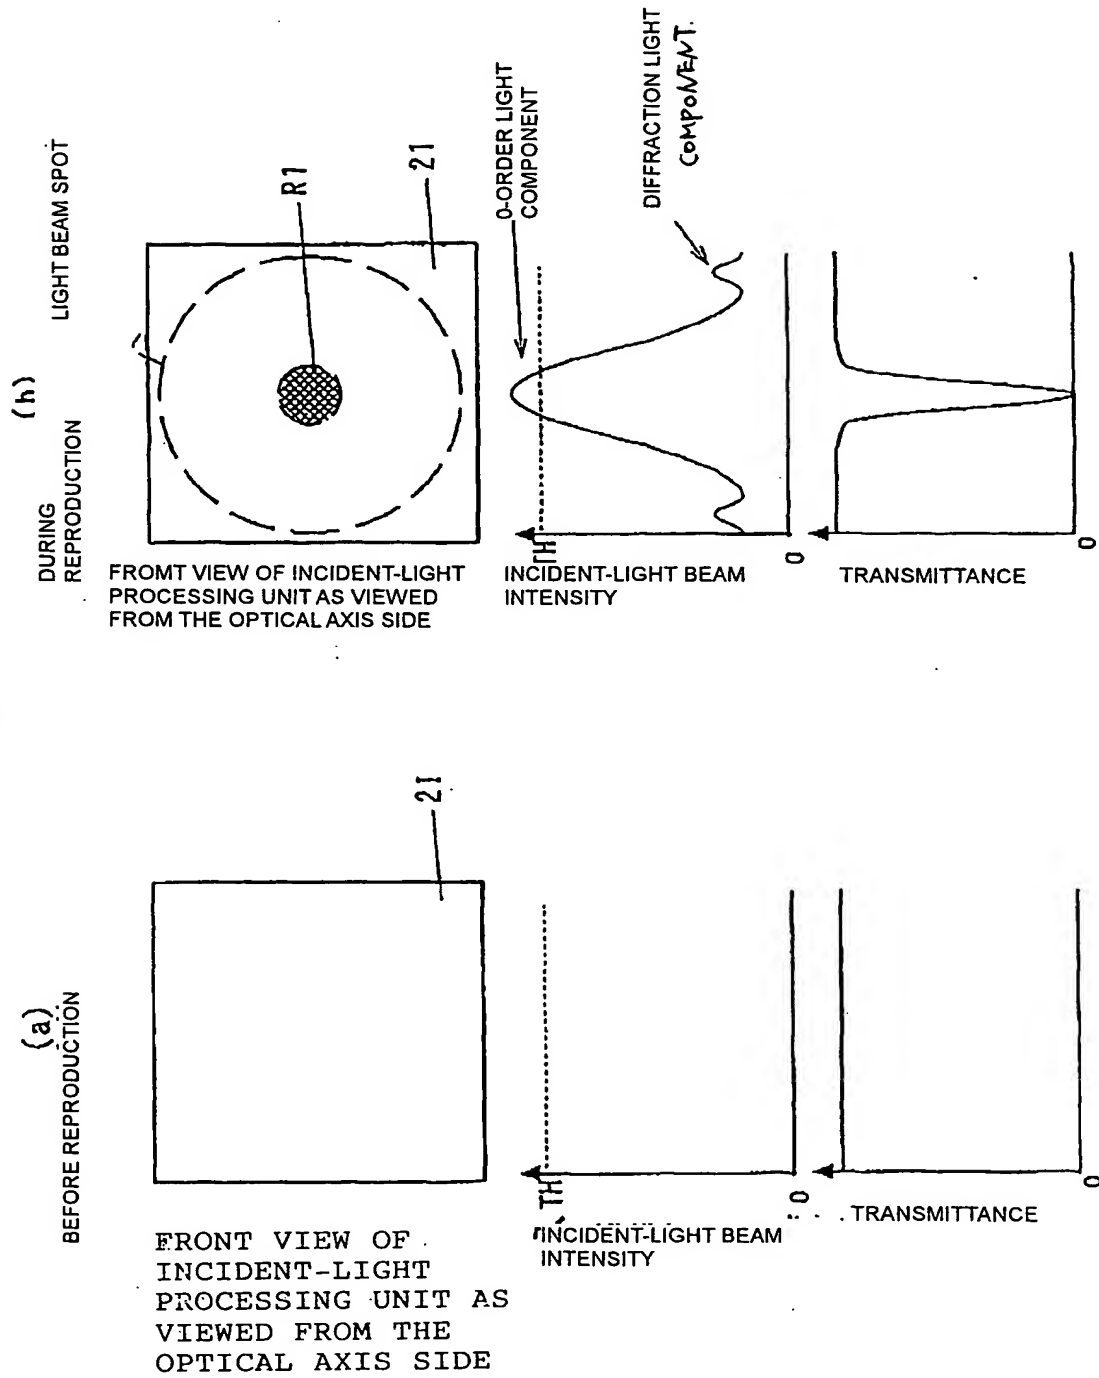 (a)
BEFORE REPRODUCTION
21
FRONT VIEW OF
INCIDENT-LIGHT
PROCESSING UNIT AS
VIEWED FROM THE
OPTICAL AXIS SIDE
TH
0
INCIDENT-LIGHT BEAM
INTENSITY
0
TRANSMITTANCE
(h)
DURING
REPRODUCTION
LIGHT BEAM SPOT
R1
21
FROMT VIEW OF INCIDENT-LIGHT
PROCESSING UNIT AS VIEWED
FROM THE OPTICAL AXIS SIDE
0-ORDER LIGHT
COMPONENT
DIFFRACTION LIGHT
COMPONENT.
TH
0
INCIDENT-LIGHT BEAM
INTENSITY
0
TRANSMITTANCE